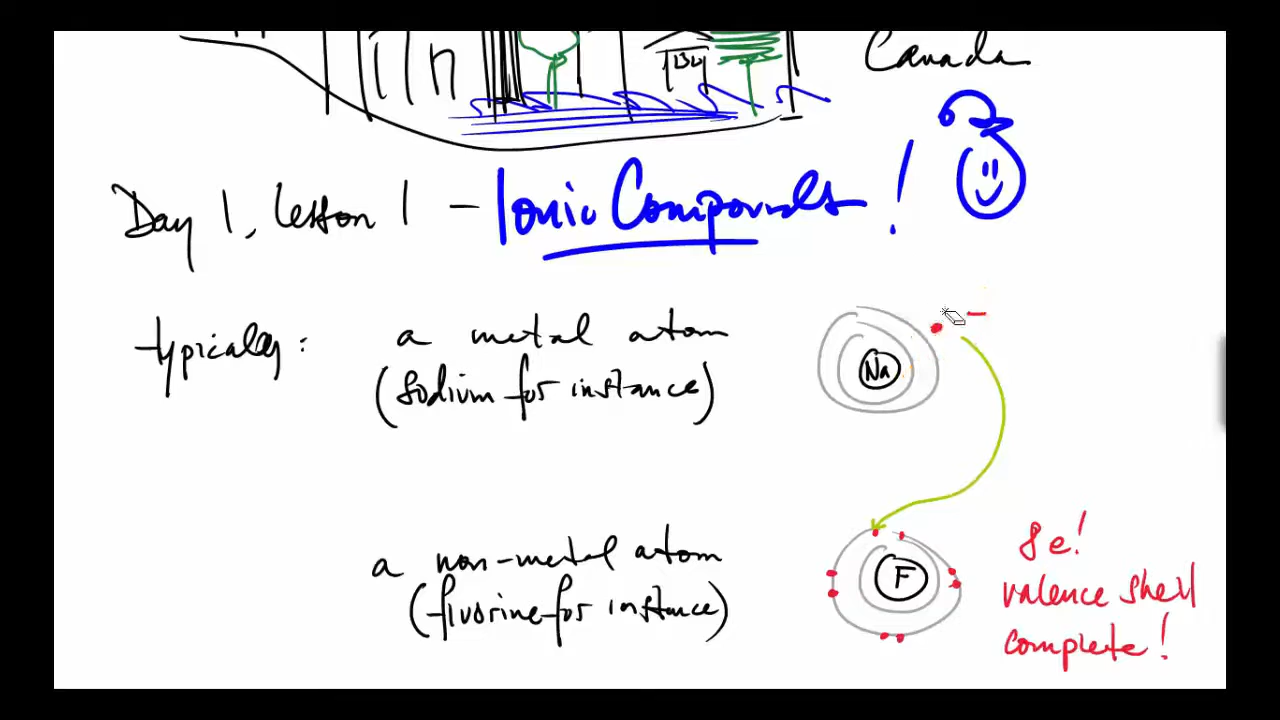 Canada
Day 1, lesson 1 - Ionic Compounds!
typically: a metal atom
(sodium for instance)
Na
a non-metal atom
(fluorine for instance)
F
8 e!
valence shell
complete!